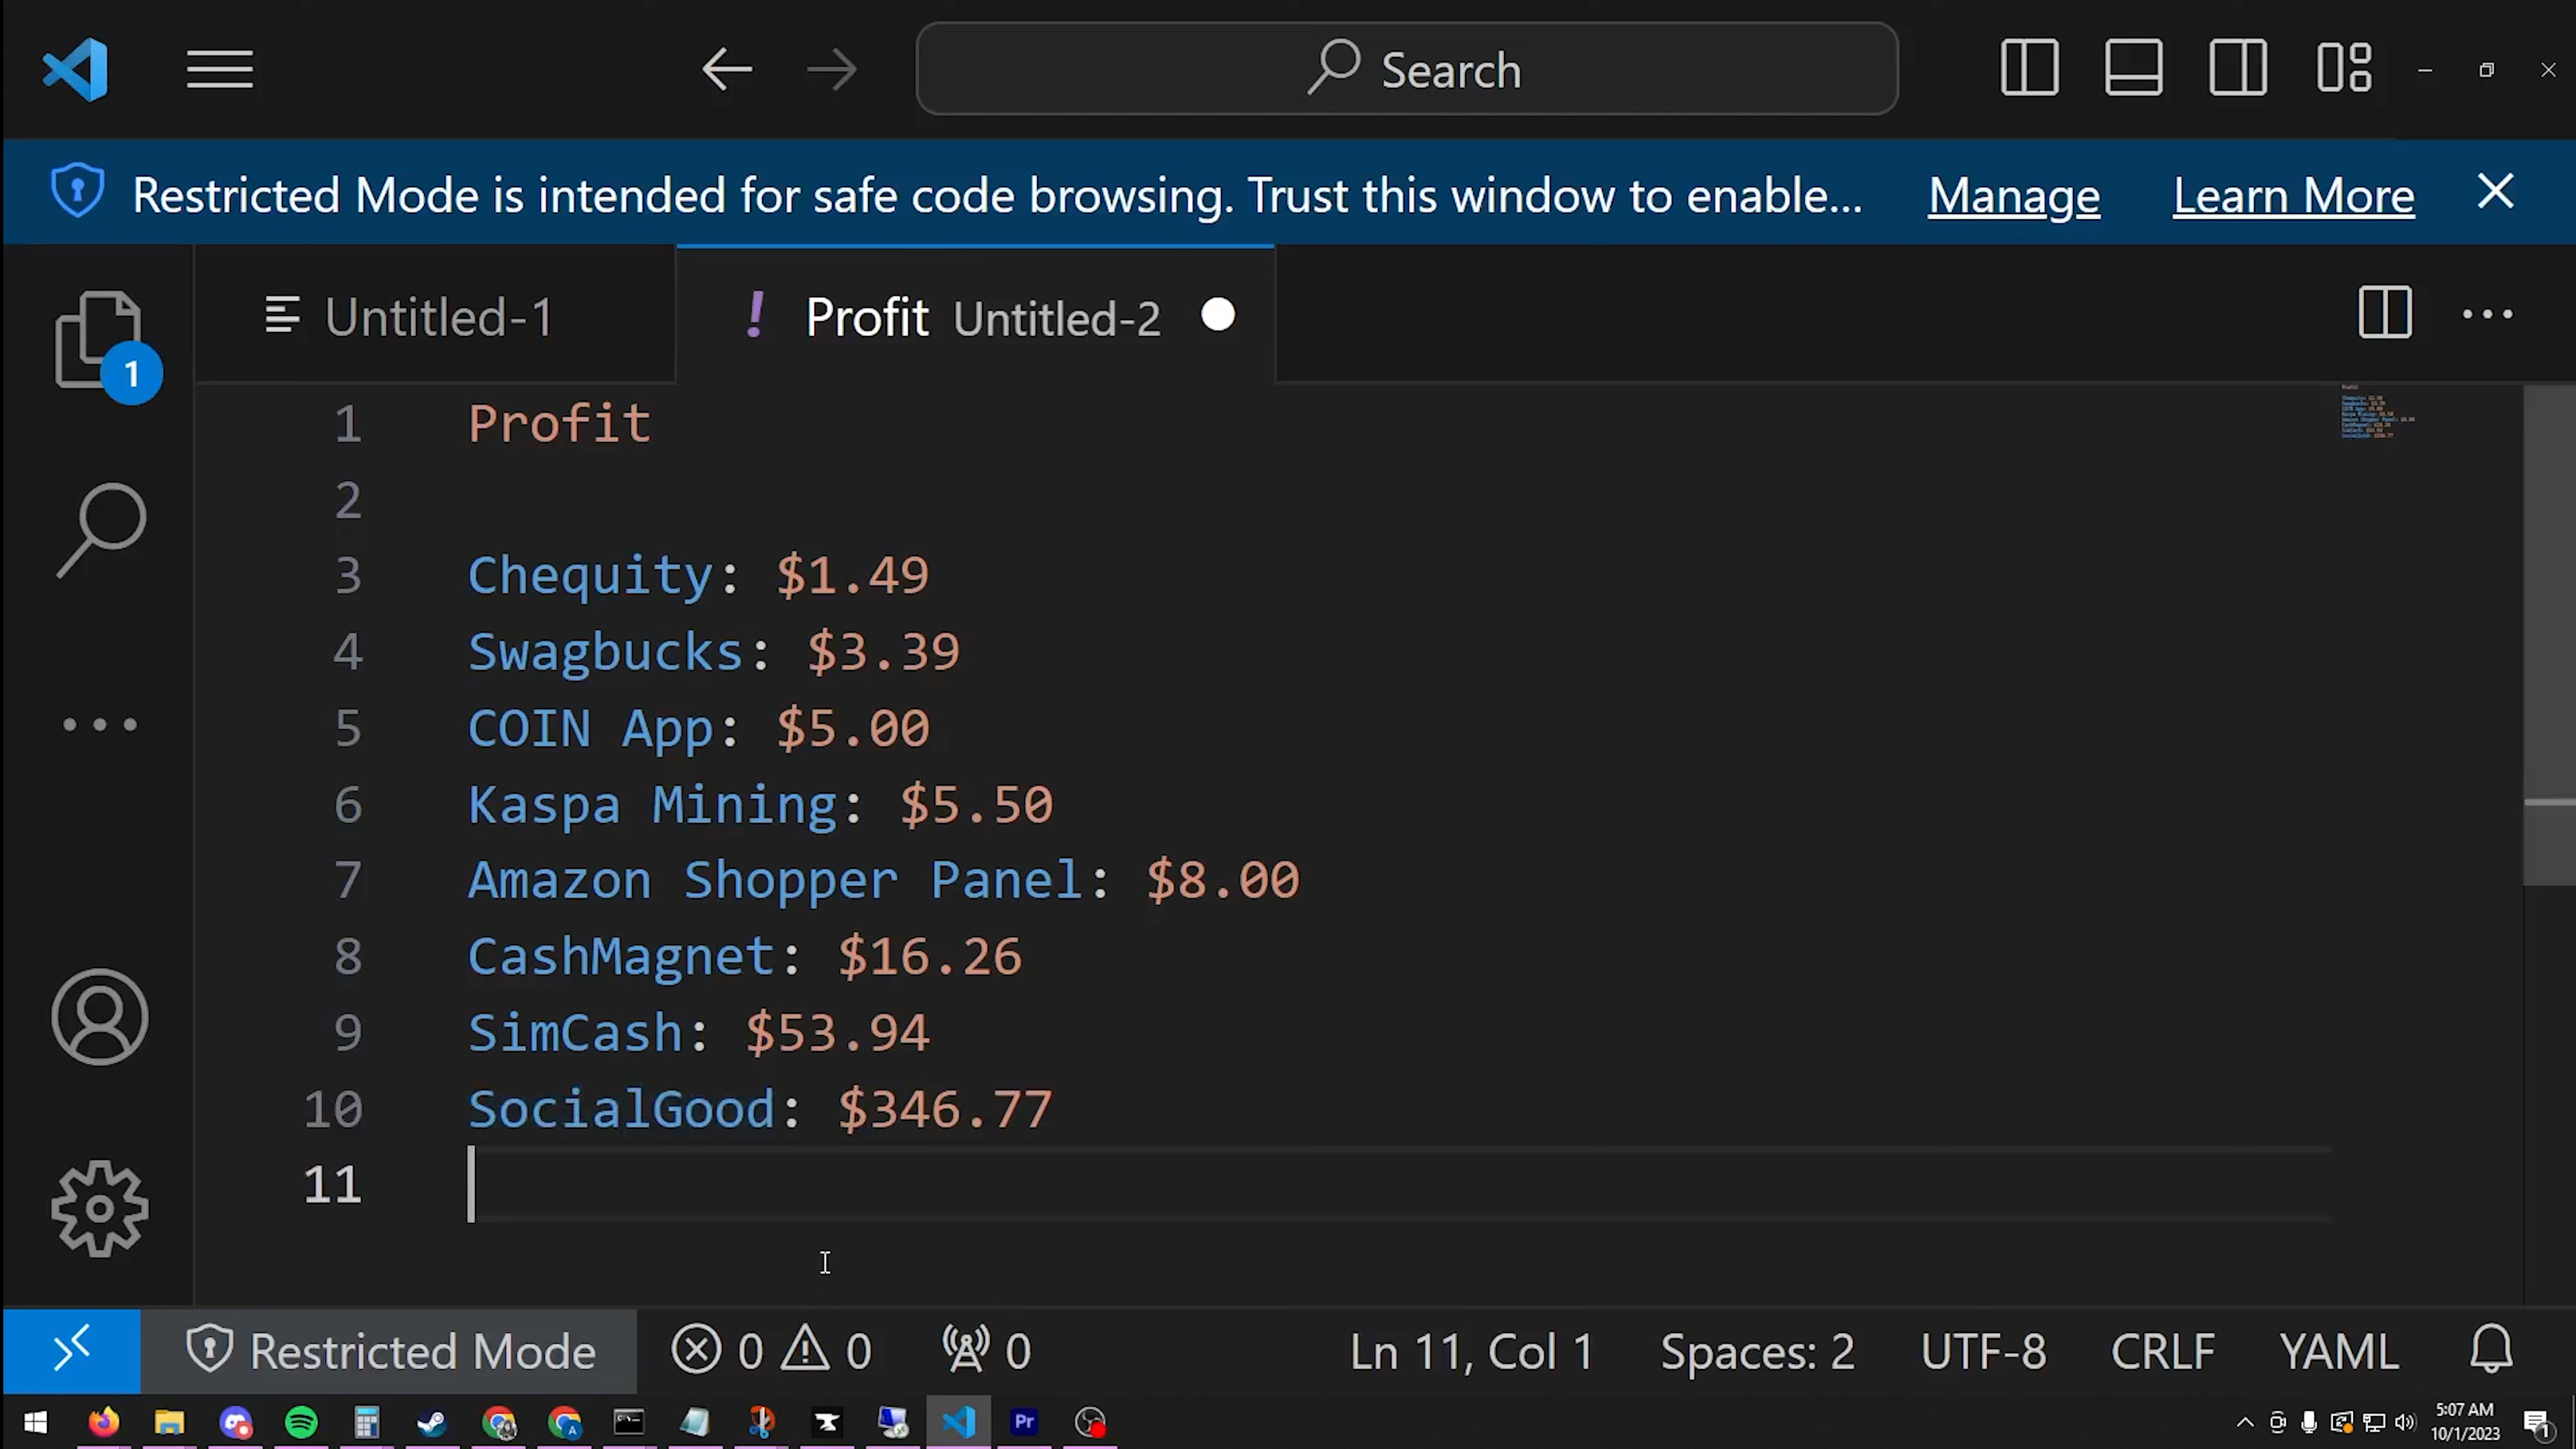 Search
Restricted Mode is intended for safe code browsing. Trust this window to enable... Manage Learn More
1
Untitled-1 Profit Untitled-2
1 Profit
2
3 Chequity: $1.49
4 Swagbucks: $3.39
5 COIN App: $5.00
6 Kaspa Mining: $5.50
7 Amazon Shopper Panel: $8.00
8 CashMagnet: $16.26
9 SimCash: $53.94
10 SocialGood: $346.77
11
Restricted Mode 0 0 0 Ln 11, Col 1 Spaces: 2 UTF-8 CRLF YAML
Pr 5:07 AM
10/1/2023 1